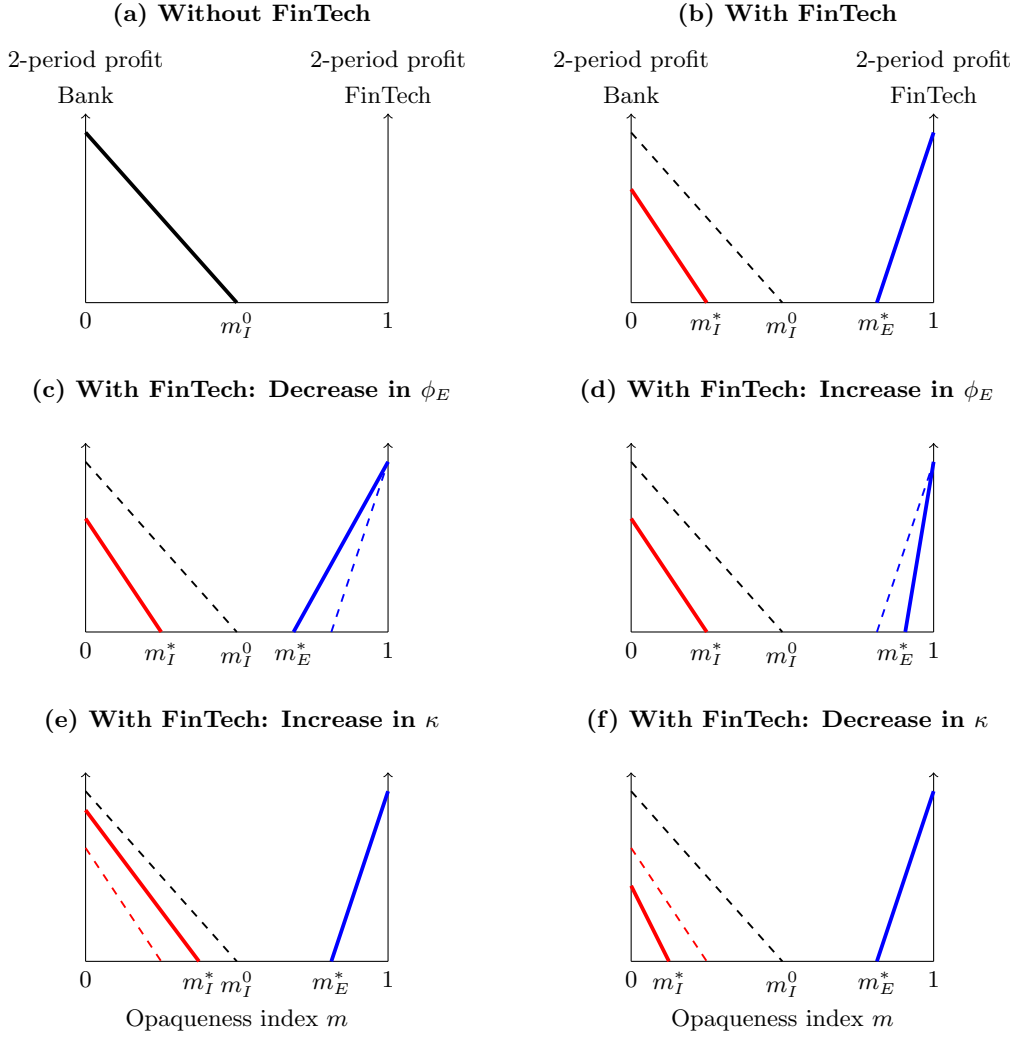 (a) Without FinTech
2-period profit
Bank
2-period profit
FinTech
0
m_I^0
1
(b) With FinTech
2-period profit
Bank
2-period profit
FinTech
0
m_I^*
m_I^0
m_E^*
1
(c) With FinTech: Decrease in ϕ_E
0
m_I^*
m_I^0
m_E^*
1
(d) With FinTech: Increase in ϕ_E
0
m_I^*
m_I^0
m_E^*
1
(e) With FinTech: Increase in κ
0
m_I^*
m_I^0
m_E^*
1
Opaqueness index m
(f) With FinTech: Decrease in κ
0
m_I^*
m_I^0
m_E^*
1
Opaqueness index m